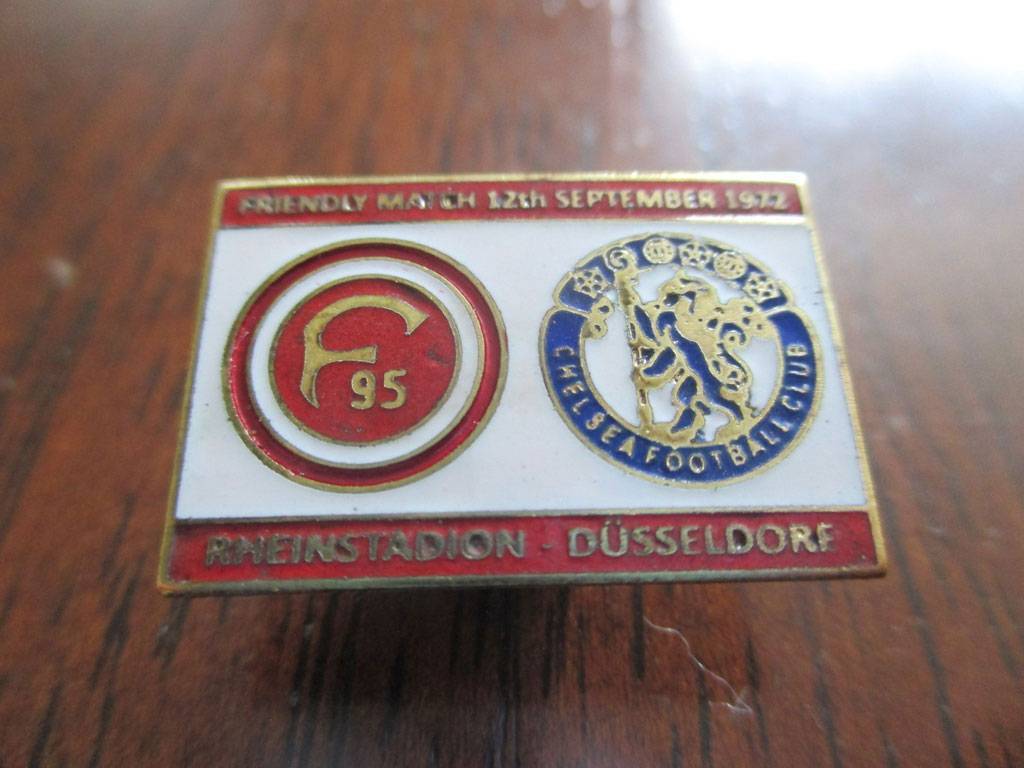 FRIENDLY MATCH 12th SEPTEMBER 1972
F
95
CHELSEA FOOTBALL CLUB
RHEINSTADION - DÜSSELDORF